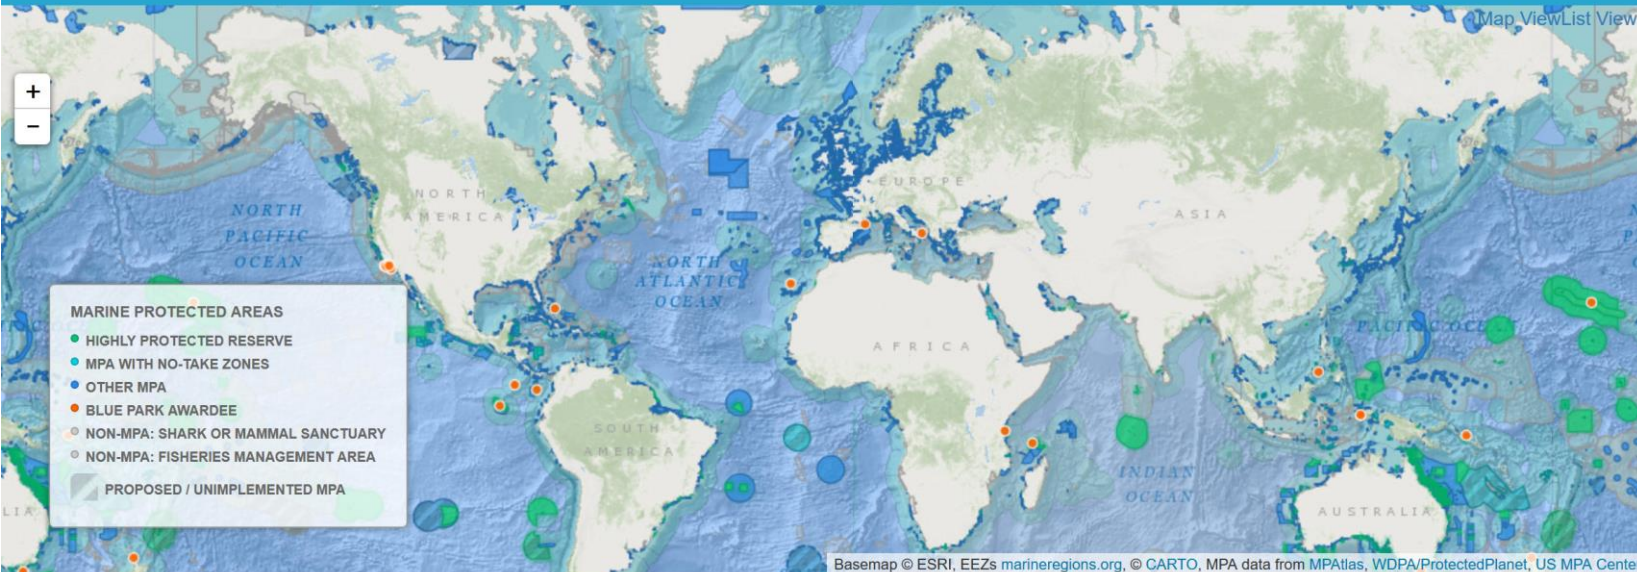 Map ViewList View
+
−
NORTH
AMERICA
NORTH
PACIFIC
OCEAN
EUROPE
ASIA
NORTH
ATLANTIC
OCEAN
MARINE PROTECTED AREAS
HIGHLY PROTECTED RESERVE
MPA WITH NO-TAKE ZONES
OTHER MPA
BLUE PARK AWARDEE
NON-MPA: SHARK OR MAMMAL SANCTUARY
NON-MPA: FISHERIES MANAGEMENT AREA
PROPOSED / UNIMPLEMENTED MPA
AFRICA
SOUTH
AMERICA
INDIAN
OCEAN
LIA
AUSTRALIA
Basemap © ESRI, EEZs marineregions.org, © CARTO, MPA data from MPAtlas, WDPA/ProtectedPlanet, US MPA Cente